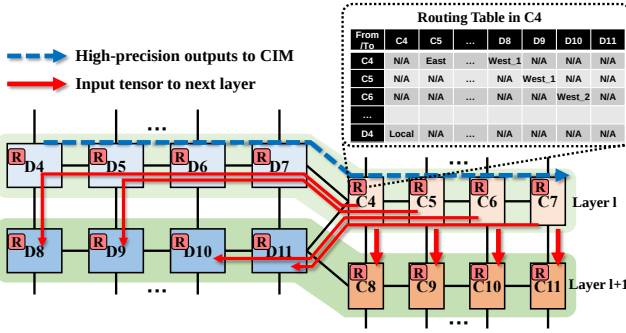 Routing Table in C4
From /To C4 C5 ... D8 D9 D10 D11
C4 N/A East ... West_1 N/A N/A N/A
C5 N/A N/A ... N/A West_1 N/A N/A
C6 N/A N/A ... N/A N/A West_2 N/A
...
D4 Local N/A ... N/A N/A N/A N/A
High-precision outputs to CIM
Input tensor to next layer
... ...
R D4 R D5 R D6 R D7
R C4 R C5 R C6 R C7
Layer l
R D8 R D9 R D10 R D11
R C8 R C9 R C10 R C11
Layer l+1
... ...